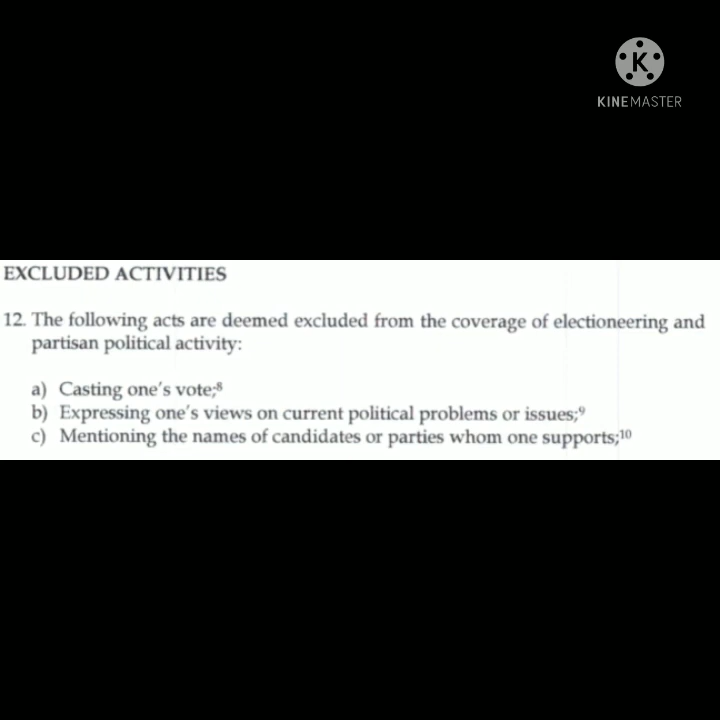 KINEMASTER
EXCLUDED ACTIVITIES
12. The following acts are deemed excluded from the coverage of electioneering and
partisan political activity:
a) Casting one's vote;⁸
b) Expressing one's views on current political problems or issues;⁹
c) Mentioning the names of candidates or parties whom one supports;¹⁰